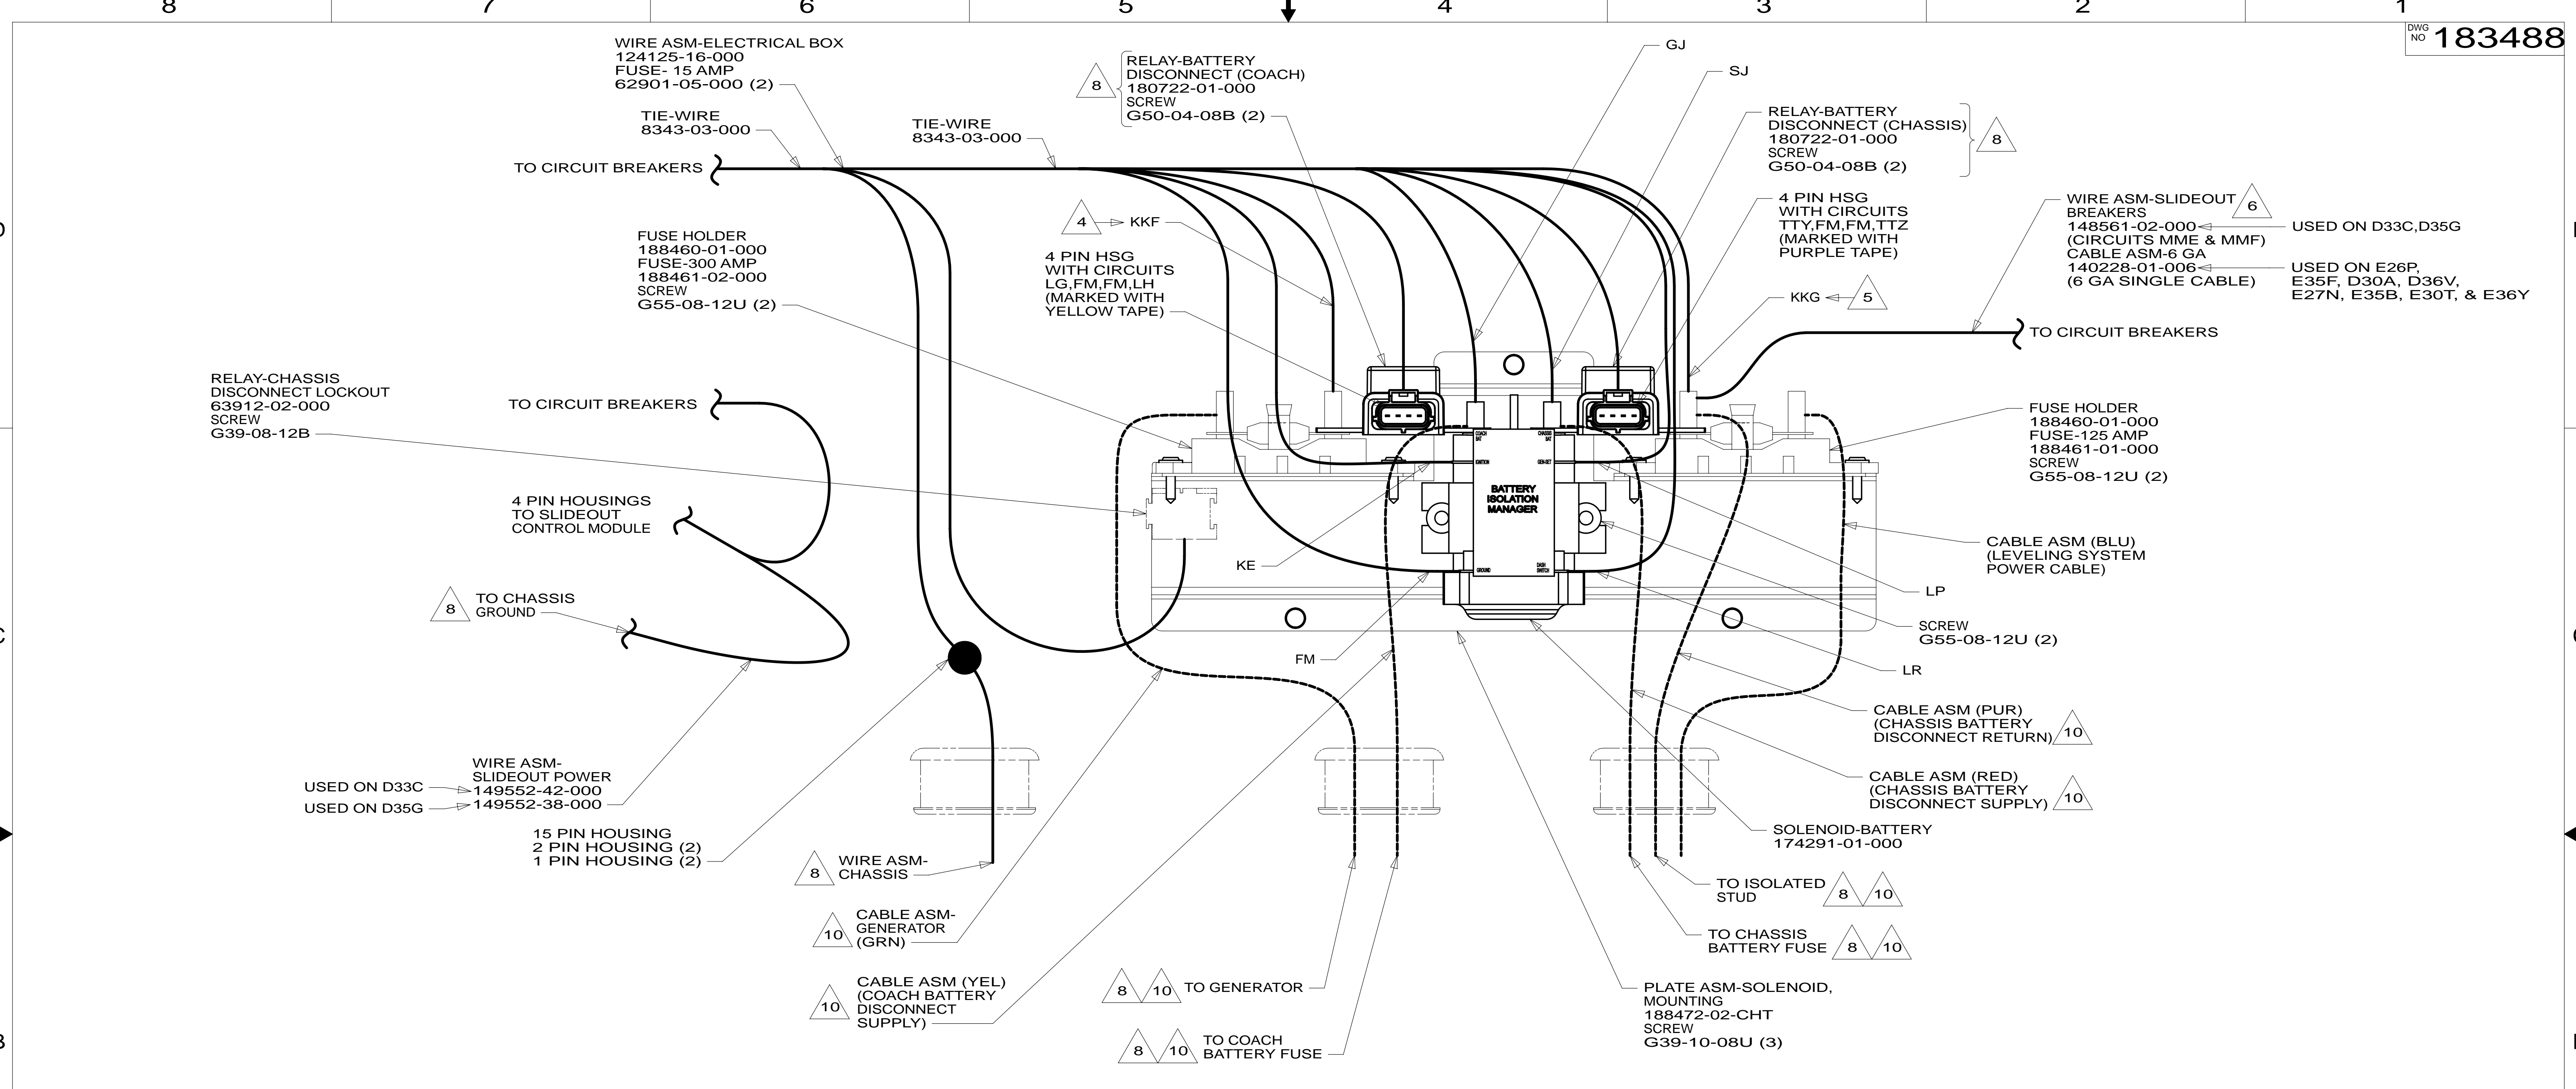 8 7 6 5 4 3 2 1
DWG
NO 183488
WIRE ASM-ELECTRICAL BOX
124125-16-000
FUSE- 15 AMP
62901-05-000 (2)
TIE-WIRE
8343-03-000
TIE-WIRE
8343-03-000
TO CIRCUIT BREAKERS
8
RELAY-BATTERY
DISCONNECT (COACH)
180722-01-000
SCREW
G50-04-08B (2)
GJ
SJ
RELAY-BATTERY
DISCONNECT (CHASSIS)
180722-01-000
SCREW
G50-04-08B (2)
8
4 PIN HSG
WITH CIRCUITS
TTY,FM,FM,TTZ
(MARKED WITH
PURPLE TAPE)
WIRE ASM-SLIDEOUT
BREAKERS
148561-02-000
(CIRCUITS MME & MMF)
CABLE ASM-6 GA
140228-01-006
(6 GA SINGLE CABLE)
6
USED ON D33C,D35G
USED ON E26P,
E35F, D30A, D36V,
E27N, E35B, E30T, & E36Y
D
4
KKF
FUSE HOLDER
188460-01-000
FUSE-300 AMP
188461-02-000
SCREW
G55-08-12U (2)
4 PIN HSG
WITH CIRCUITS
LG,FM,FM,LH
(MARKED WITH
YELLOW TAPE)
KKG
5
TO CIRCUIT BREAKERS
RELAY-CHASSIS
DISCONNECT LOCKOUT
63912-02-000
SCREW
G39-08-12B
TO CIRCUIT BREAKERS
FUSE HOLDER
188460-01-000
FUSE-125 AMP
188461-01-000
SCREW
G55-08-12U (2)
COACH
BAT
CHASSIS
BAT
IGNITION
GEN-SET
BATTERY
ISOLATION
MANAGER
GROUND
DASH
SWITCH
4 PIN HOUSINGS
TO SLIDEOUT
CONTROL MODULE
CABLE ASM (BLU)
(LEVELING SYSTEM
POWER CABLE)
KE
LP
8
TO CHASSIS
GROUND
C
SCREW
G55-08-12U (2)
FM
LR
CABLE ASM (PUR)
(CHASSIS BATTERY
DISCONNECT RETURN)
10
USED ON D33C
USED ON D35G
WIRE ASM-
SLIDEOUT POWER
149552-42-000
149552-38-000
CABLE ASM (RED)
(CHASSIS BATTERY
DISCONNECT SUPPLY)
10
15 PIN HOUSING
2 PIN HOUSING (2)
1 PIN HOUSING (2)
SOLENOID-BATTERY
174291-01-000
8
WIRE ASM-
CHASSIS
TO ISOLATED
STUD
8 10
10
CABLE ASM-
GENERATOR
(GRN)
TO CHASSIS
BATTERY FUSE
8 10
10
CABLE ASM (YEL)
(COACH BATTERY
DISCONNECT
SUPPLY)
8 10
TO GENERATOR
PLATE ASM-SOLENOID,
MOUNTING
188472-02-CHT
SCREW
G39-10-08U (3)
8 10
TO COACH
BATTERY FUSE
B